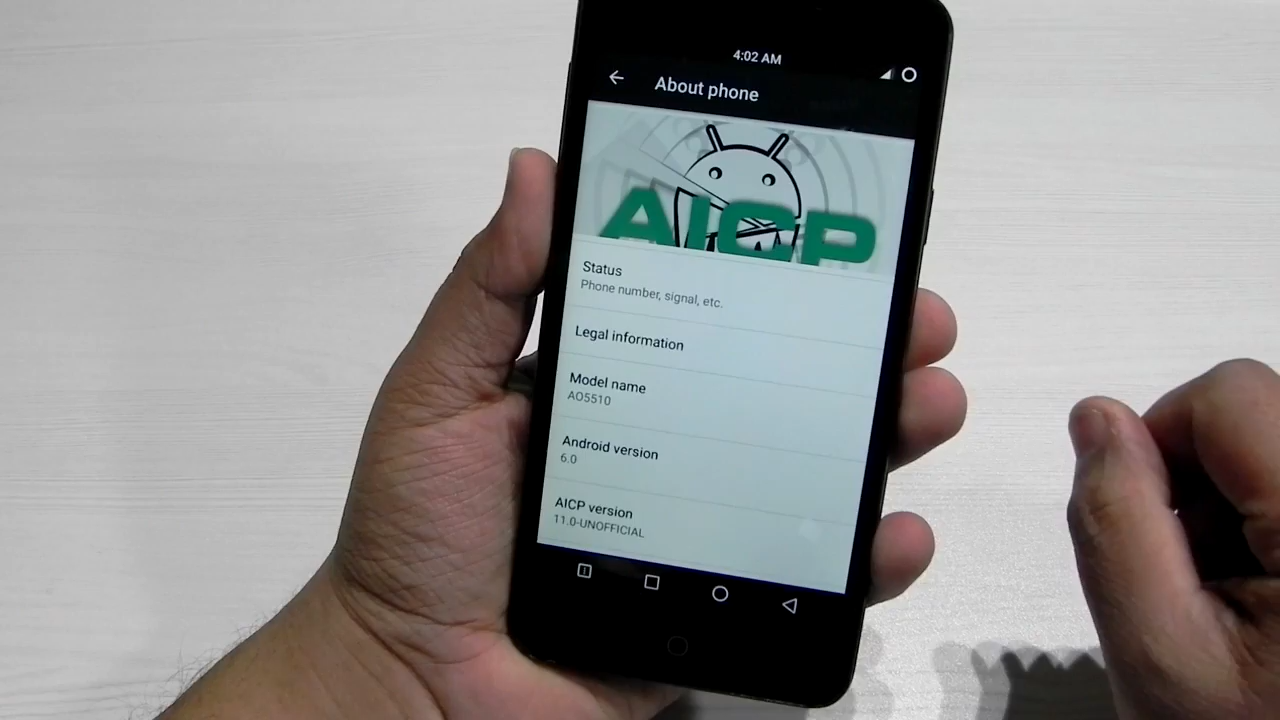 4:02 AM
About phone
AICP
Status
Phone number, signal, etc.
Legal information
Model name
AO5510
Android version
6.0
AICP version
11.0-UNOFFICIAL